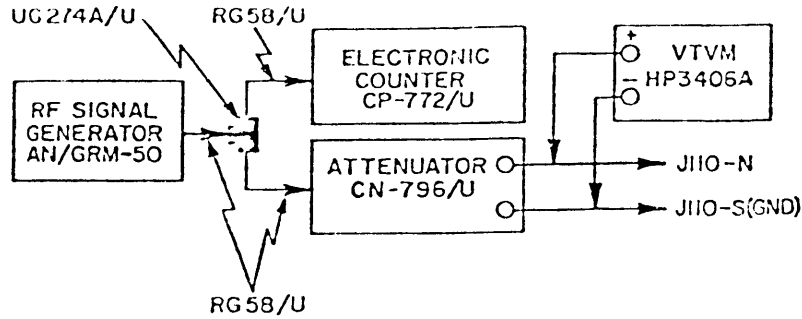 UG274A/U
RG58/U
ELECTRONIC
COUNTER
CP-772/U
+
VTVM
−
HP3406A
RF SIGNAL
GENERATOR
AN/GRM-50
ATTENUATOR
CN-796/U
J110-N
J110-S(GND)
RG58/U